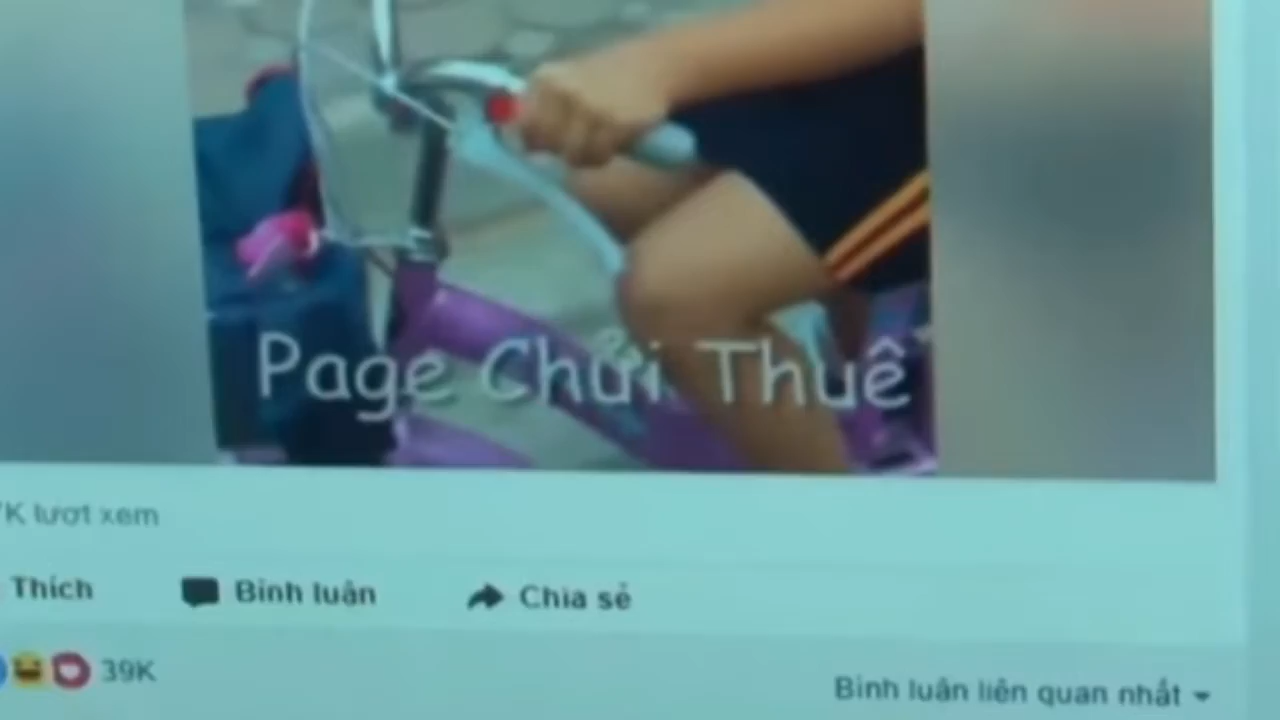 Page Chửi Thuê
K lượt xem
Thích Bình luận Chia sẻ
39K
Bình luận liên quan nhất